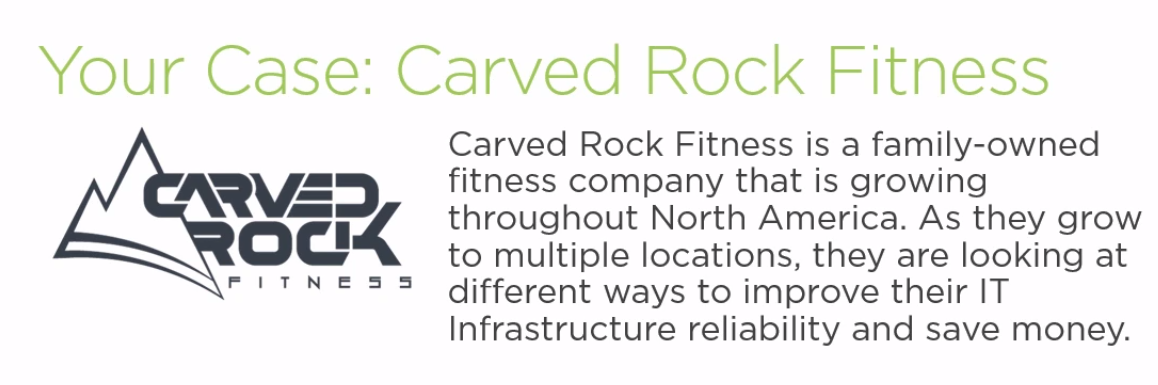 Your Case: Carved Rock Fitness
CARVED
ROCK
FITNESS
Carved Rock Fitness is a family-owned
fitness company that is growing
throughout North America. As they grow
to multiple locations, they are looking at
different ways to improve their IT
Infrastructure reliability and save money.